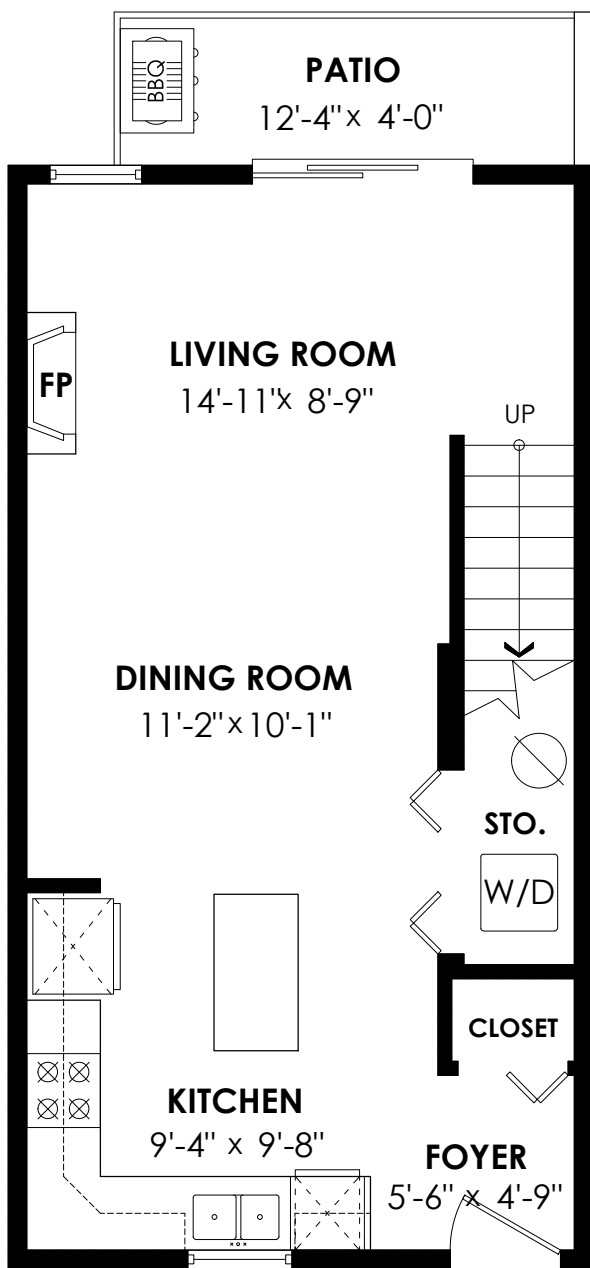 BBQ
PATIO
12'-4" x 4'-0"
LIVING ROOM
14'-11' x 8'-9"
FP
UP
DINING ROOM
11'-2" x 10'-1"
STO.
W/D
CLOSET
KITCHEN
9'-4" x 9'-8"
FOYER
5'-6" x 4'-9"